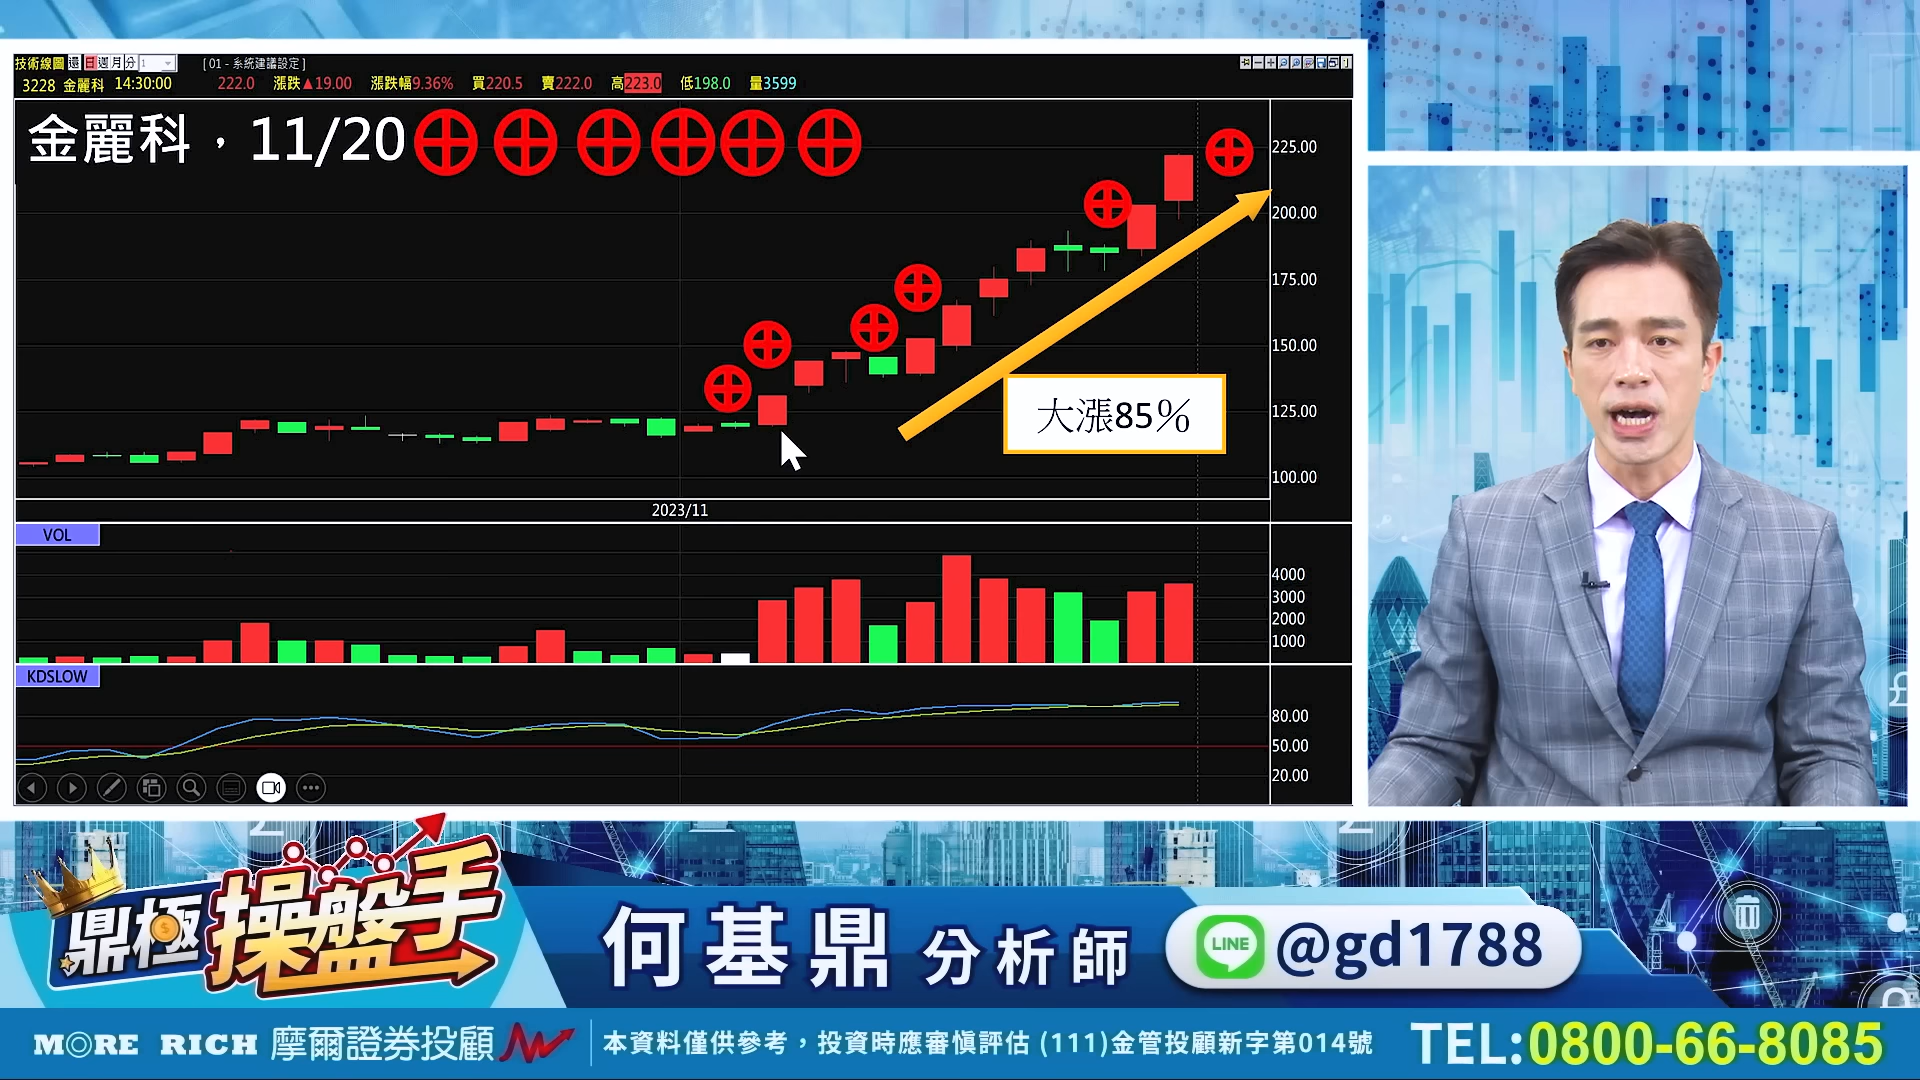 技術線圖 還 日 週 月 分 1 [ 01 - 系統建議設定 ]
3228 金麗科 14:30:00 222.0 漲跌▲19.00 漲跌幅9.36% 買220.5 賣222.0 高223.0 低198.0 量3599
金麗科，11/20
225.00
200.00
175.00
150.00
125.00
100.00
大漲85%
2023/11
VOL
4000
3000
2000
1000
KDSLOW
80.00
50.00
20.00
鼎極操盤手
何基鼎 分析師
LINE @gd1788
MORE RICH 摩爾證券投顧
本資料僅供參考，投資時應審慎評估 (111)金管投顧新字第014號
TEL:0800-66-8085